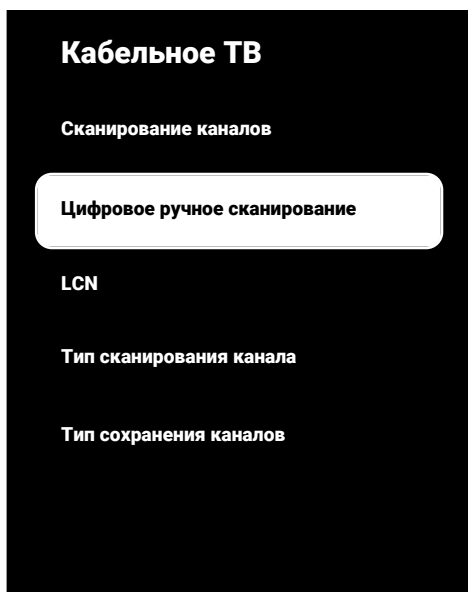 Кабельное ТВ
Сканирование каналов
Цифровое ручное сканирование
LCN
Тип сканирования канала
Тип сохранения каналов